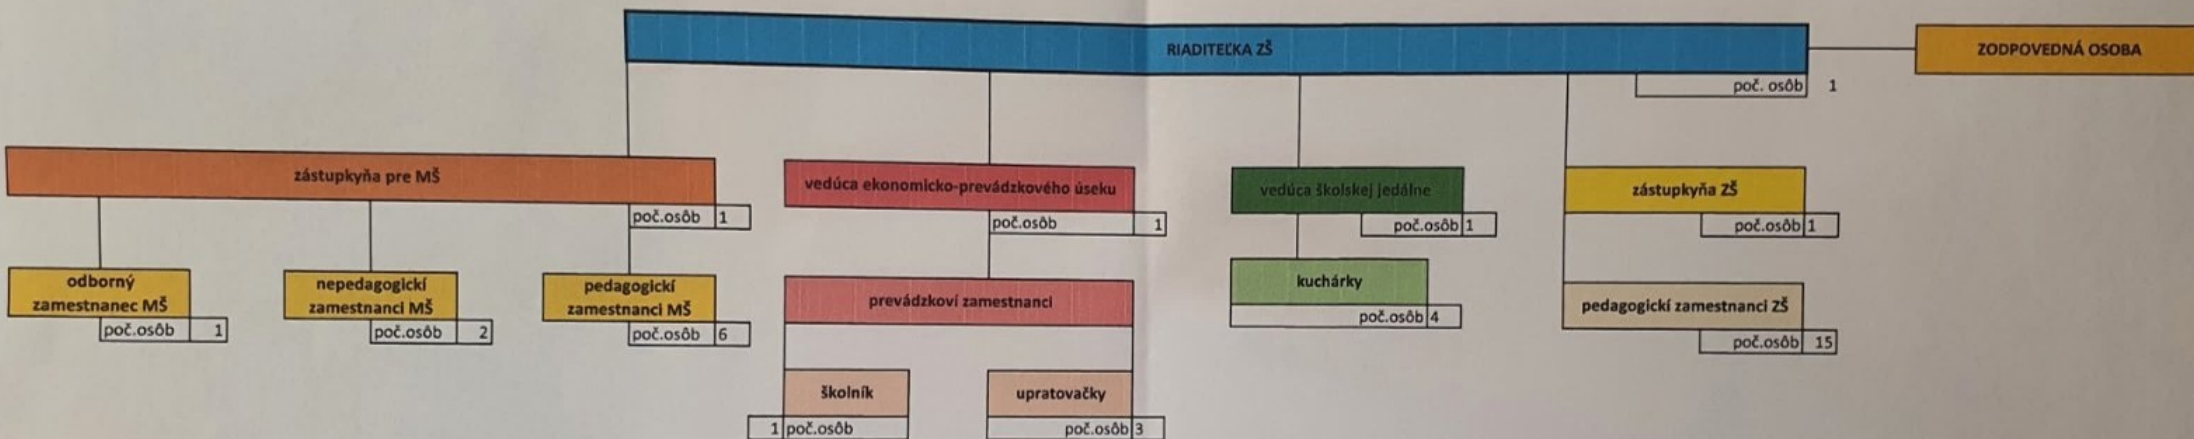 RIADITEĽKA ZŠ
ZODPOVEDNÁ OSOBA
poč. osôb 1
zástupkyňa pre MŠ
poč.osôb 1
vedúca ekonomicko-prevádzkového úseku
poč.osôb 1
vedúca školskej jedálne
poč.osôb 1
zástupkyňa ZŠ
poč.osôb 1
odborný
zamestnanec MŠ
poč.osôb 1
nepedagogickí
zamestnanci MŠ
poč.osôb 2
pedagogickí
zamestnanci MŠ
poč.osôb 6
prevádzkoví zamestnanci
kuchárky
poč.osôb 4
pedagogickí zamestnanci ZŠ
poč.osôb 15
školník
1 poč.osôb
upratovačky
poč.osôb 3